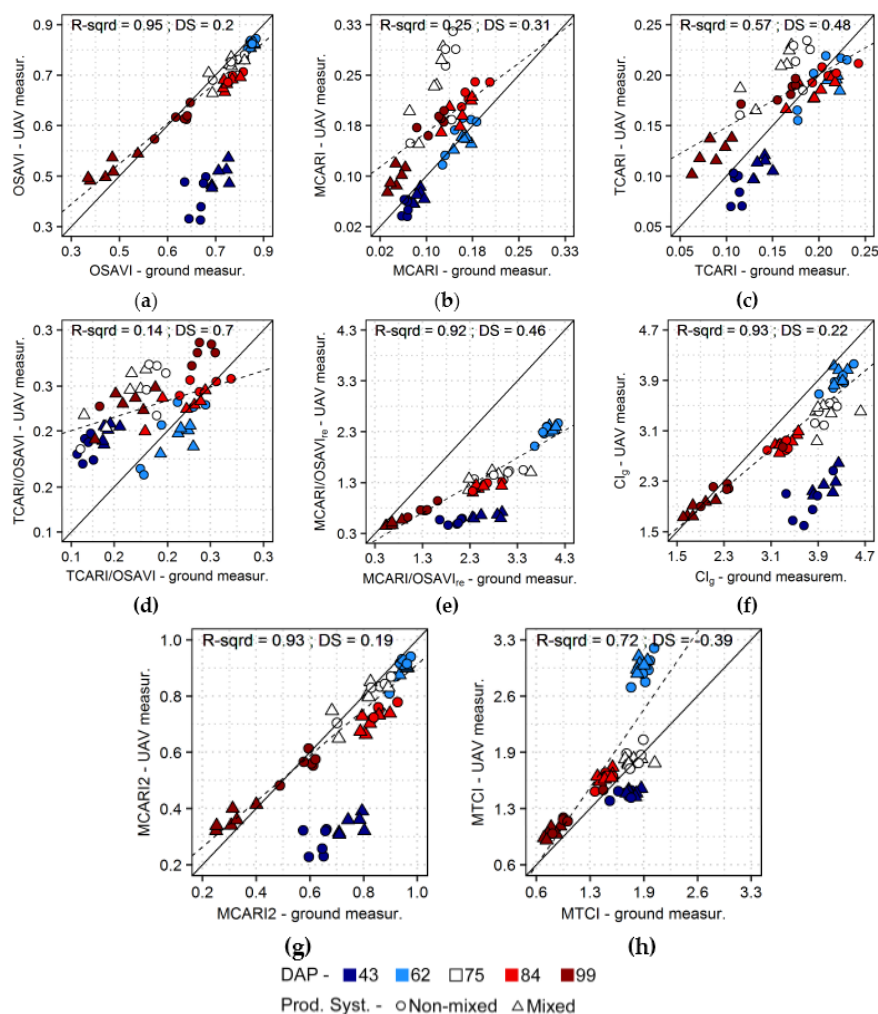 R-sqrd = 0.95 ; DS = 0.2
0.9
0.7
0.6
0.5
0.3
OSAVI - UAV measur.
0.3 0.5 0.6 0.7 0.9
OSAVI - ground measur.
(a)
R-sqrd = 0.25 ; DS = 0.31
0.33
0.25
0.18
0.10
0.02
MCARI - UAV measur.
0.02 0.10 0.18 0.25 0.33
MCARI - ground measur.
(b)
R-sqrd = 0.57 ; DS = 0.48
0.25
0.20
0.15
0.10
0.05
TCARI - UAV measur.
0.05 0.10 0.15 0.20 0.25
TCARI - ground measur.
(c)
R-sqrd = 0.14 ; DS = 0.7
0.3
0.3
0.2
0.2
0.1
TCARI/OSAVI - UAV measur.
0.1 0.2 0.2 0.3 0.3
TCARI/OSAVI - ground measur.
(d)
R-sqrd = 0.92 ; DS = 0.46
4.3
3.3
2.3
1.3
0.3
MCARI/OSAVIre - UAV measur.
0.3 1.3 2.3 3.3 4.3
MCARI/OSAVIre - ground measur.
(e)
R-sqrd = 0.93 ; DS = 0.22
4.7
3.9
3.1
2.3
1.5
CIg - UAV measur.
1.5 2.3 3.1 3.9 4.7
CIg - ground measurem.
(f)
R-sqrd = 0.93 ; DS = 0.19
1.0
0.8
0.6
0.4
0.2
MCARI2 - UAV measur.
0.2 0.4 0.6 0.8 1.0
MCARI2 - ground measur.
(g)
R-sqrd = 0.72 ; DS = -0.39
3.3
2.6
1.9
1.3
0.6
MTCI - UAV measur.
0.6 1.3 1.9 2.6 3.3
MTCI - ground measur.
(h)
DAP - 43 62 75 84 99
Prod. Syst. - Non-mixed Mixed